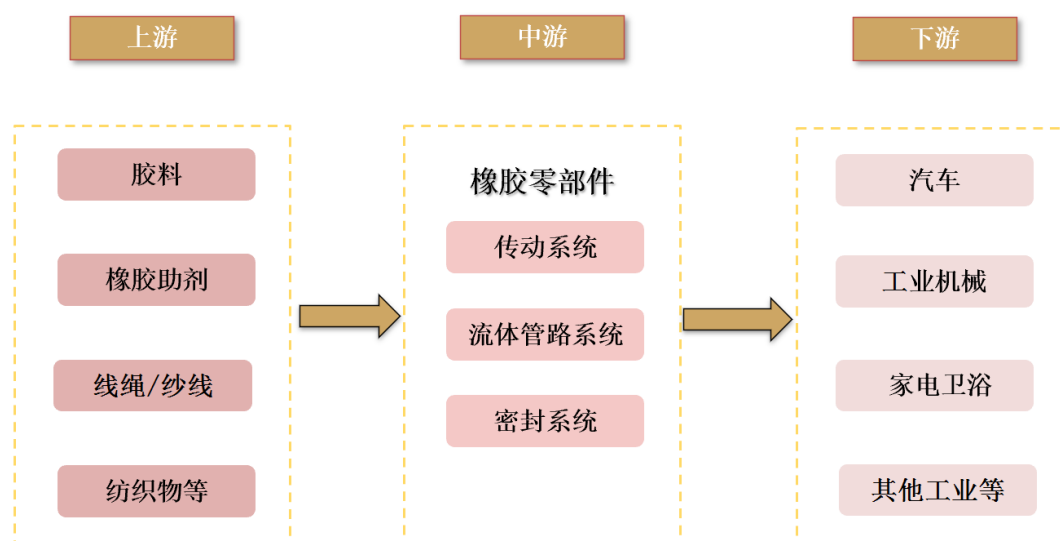 上游
中游
下游
胶料
橡胶助剂
线绳/纱线
纺织物等
橡胶零部件
传动系统
流体管路系统
密封系统
汽车
工业机械
家电卫浴
其他工业等